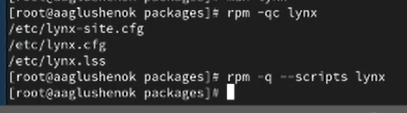 [root@aaglushenok packages]# rpm -qc lynx
/etc/lynx-site.cfg
/etc/lynx.cfg
/etc/lynx.lss
[root@aaglushenok packages]# rpm -q --scripts lynx
[root@aaglushenok packages]#